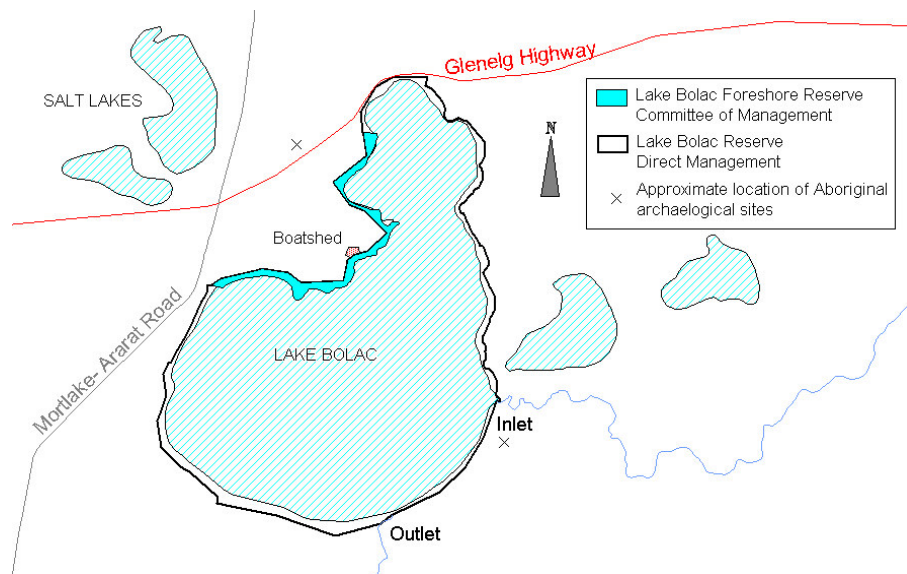 Glenelg Highway
SALT LAKES
Lake Bolac Foreshore Reserve
Committee of Management
Lake Bolac Reserve
Direct Management
Approximate location of Aboriginal
archaelogical sites
N
Boatshed
Mortlake- Ararat Road
LAKE BOLAC
Inlet
Outlet